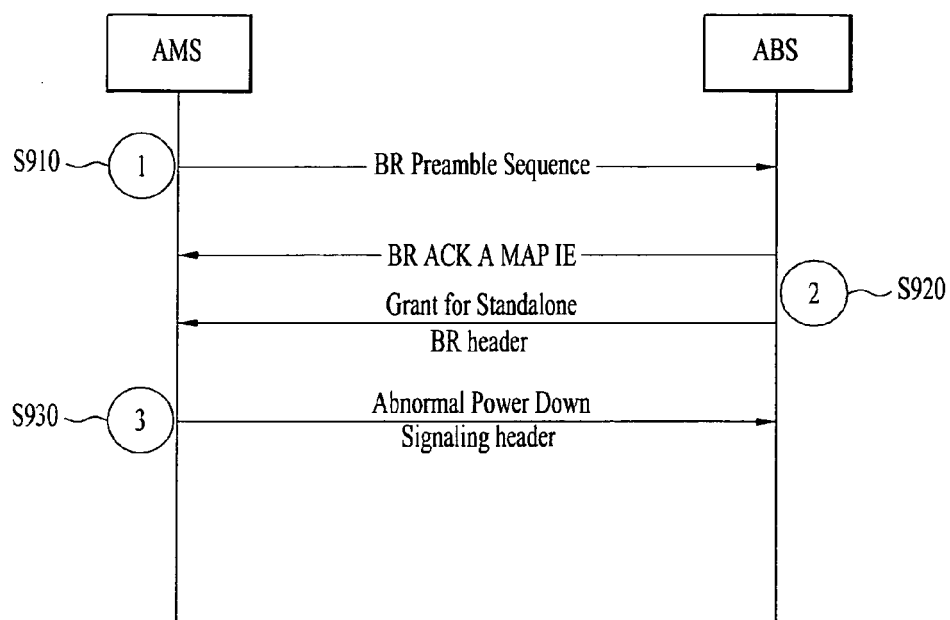 AMS
ABS
S910
1
BR Preamble Sequence
BR ACK A MAP IE
2
S920
Grant for Standalone
BR header
S930
3
Abnormal Power Down
Signaling header